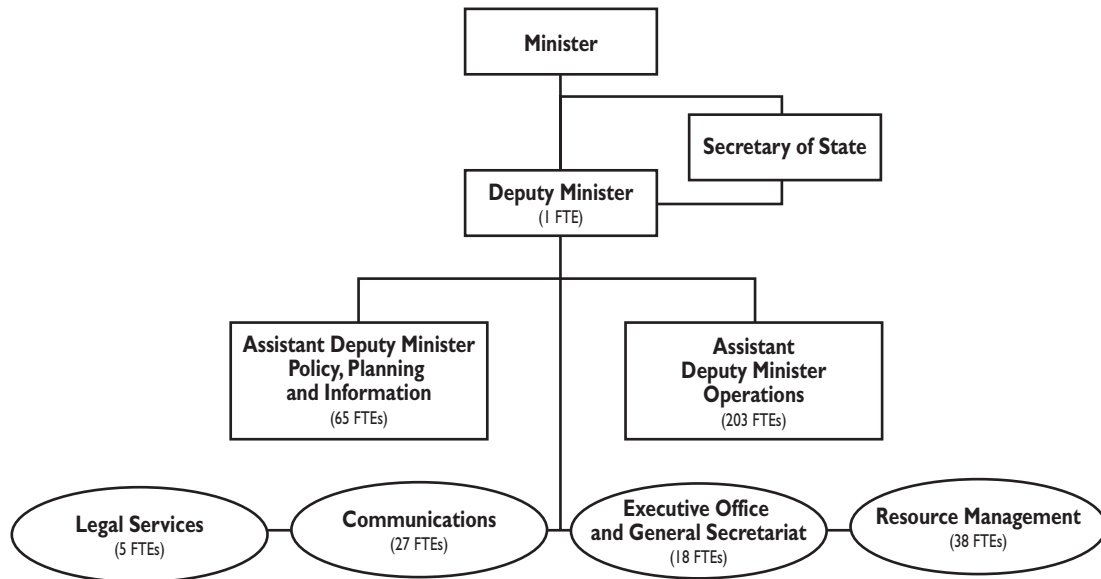 Minister
Secretary of State
Deputy Minister
(1 FTE)
Assistant Deputy Minister
Policy, Planning
and Information
(65 FTEs)
Assistant
Deputy Minister
Operations
(203 FTEs)
Legal Services
(5 FTEs)
Communications
(27 FTEs)
Executive Office
and General Secretariat
(18 FTEs)
Resource Management
(38 FTEs)